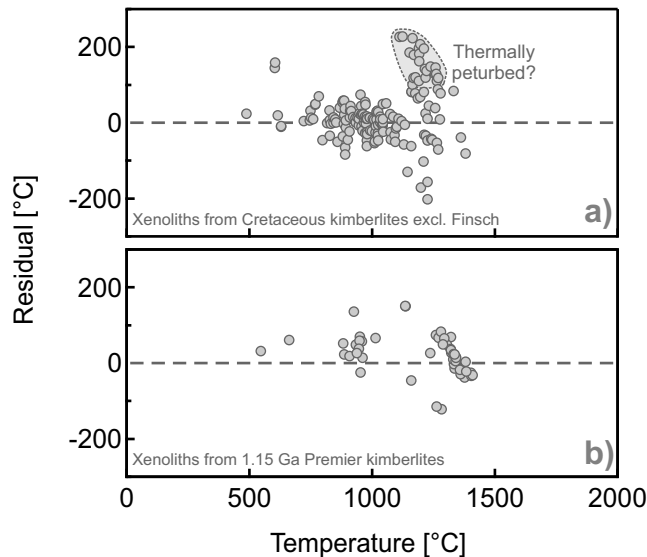 200
0
-200
Thermally
peturbed?
Xenoliths from Cretaceous kimberlites excl. Finsch
a)
Residual [°C]
200
0
-200
Xenoliths from 1.15 Ga Premier kimberlites
b)
0 500 1000 1500 2000
Temperature [°C]